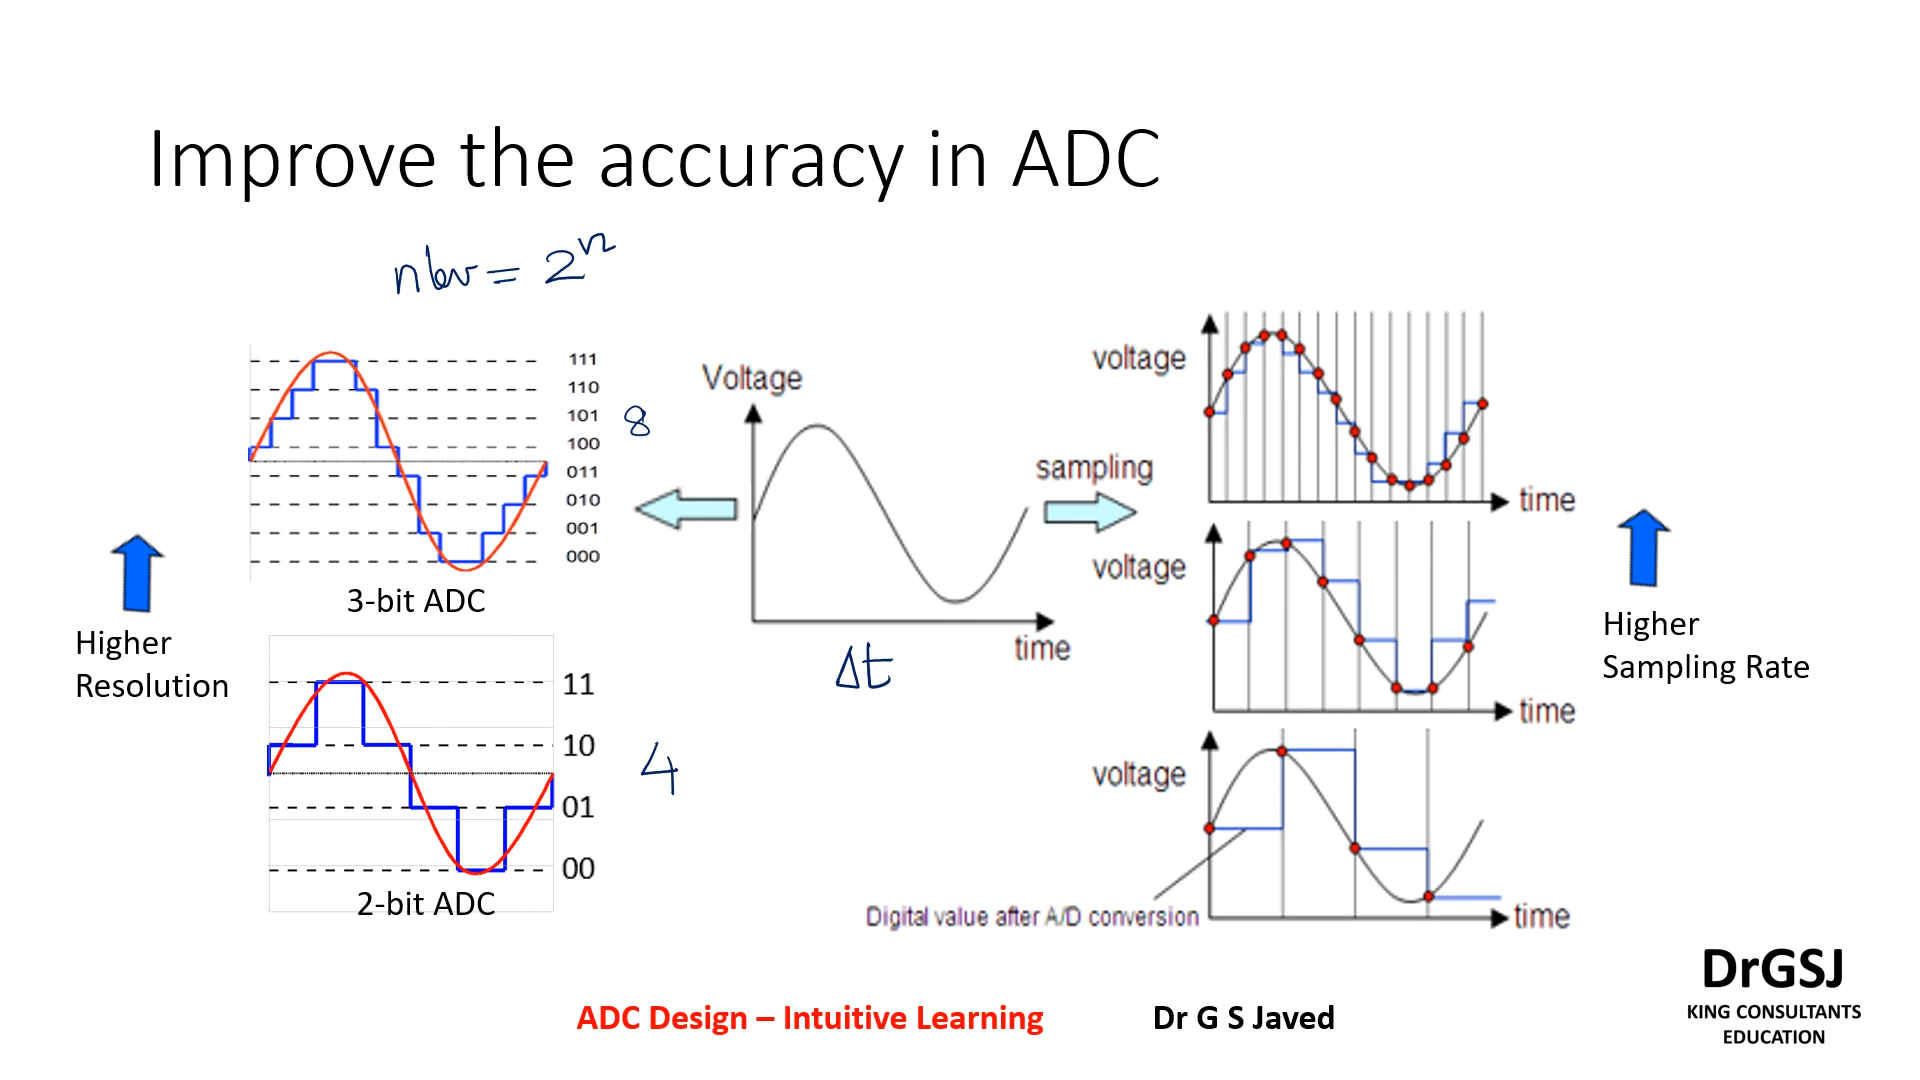 Improve the accuracy in ADC
nlev = 2^n
111
110
101
100
011
010
001
000
8
3-bit ADC
Higher
Resolution
11
10
01
00
4
2-bit ADC
Voltage
time
Δt
sampling
voltage
time
voltage
time
voltage
time
Digital value after A/D conversion
Higher
Sampling Rate
ADC Design – Intuitive Learning
Dr G S Javed
DrGSJ
KING CONSULTANTS
EDUCATION